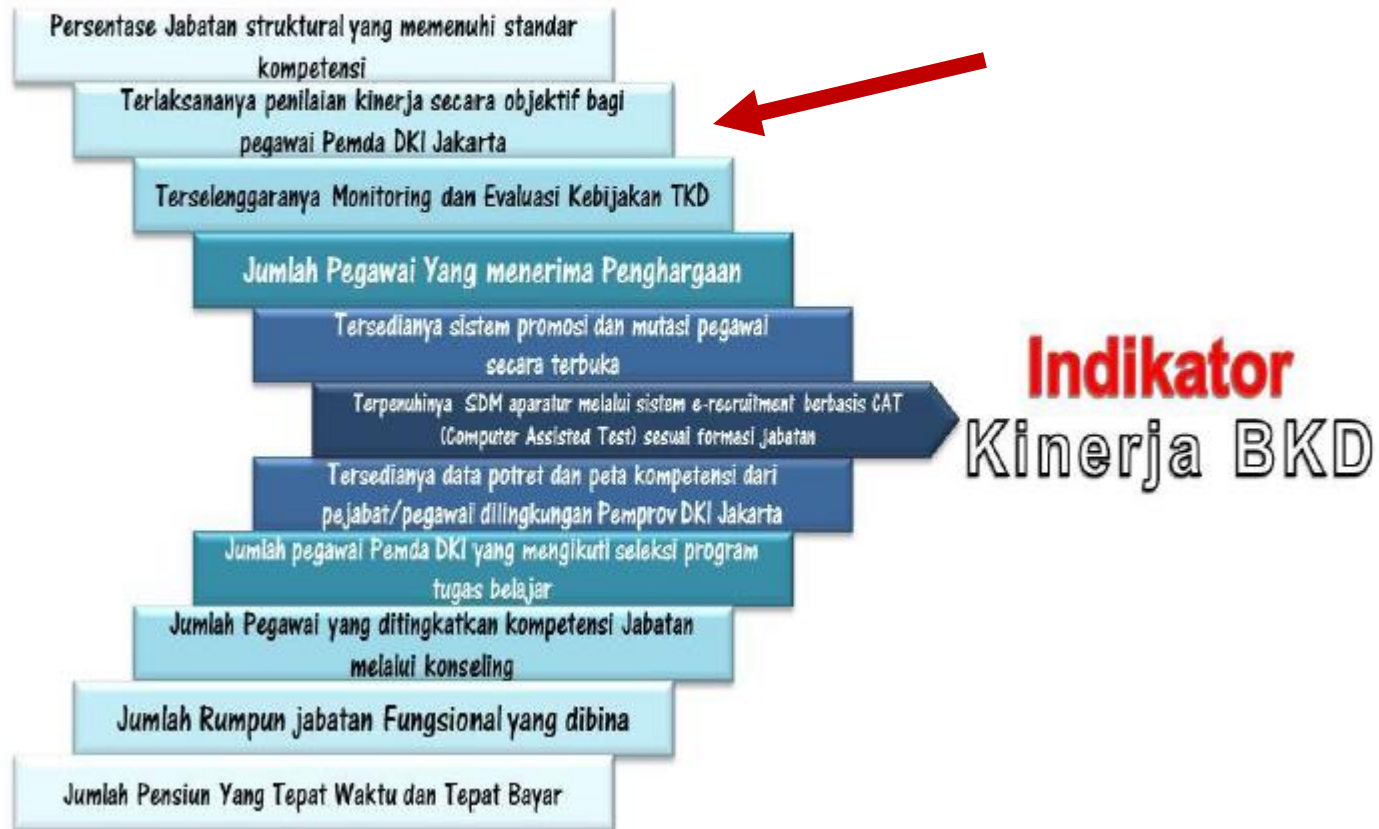 Persentase Jabatan struktural yang memenuhi standar
kompetensi
Terlaksananya penilaian kinerja secara objektif bagi
pegawai Pemda DKI Jakarta
Terselenggaranya Monitoring dan Evaluasi Kebijakan TKD
Jumlah Pegawai Yang menerima Penghargaan
Tersedianya sistem promosi dan mutasi pegawai
secara terbuka
Terpenuhinya SDM aparatur melalui sistem e-recruitment berbasis CAT
(Computer Assisted Test) sesuai formasi jabatan
Tersedianya data potret dan peta kompetensi dari
pejabat/pegawai dilingkungan Pemprov DKI Jakarta
Jumlah pegawai Pemda DKI yang mengikuti seleksi program
tugas belajar
Jumlah Pegawai yang ditingkatkan kompetensi Jabatan
melalui konseling
Jumlah Rumpun jabatan Fungsional yang dibina
Jumlah Pensiun Yang Tepat Waktu dan Tepat Bayar
Indikator
Kinerja BKD